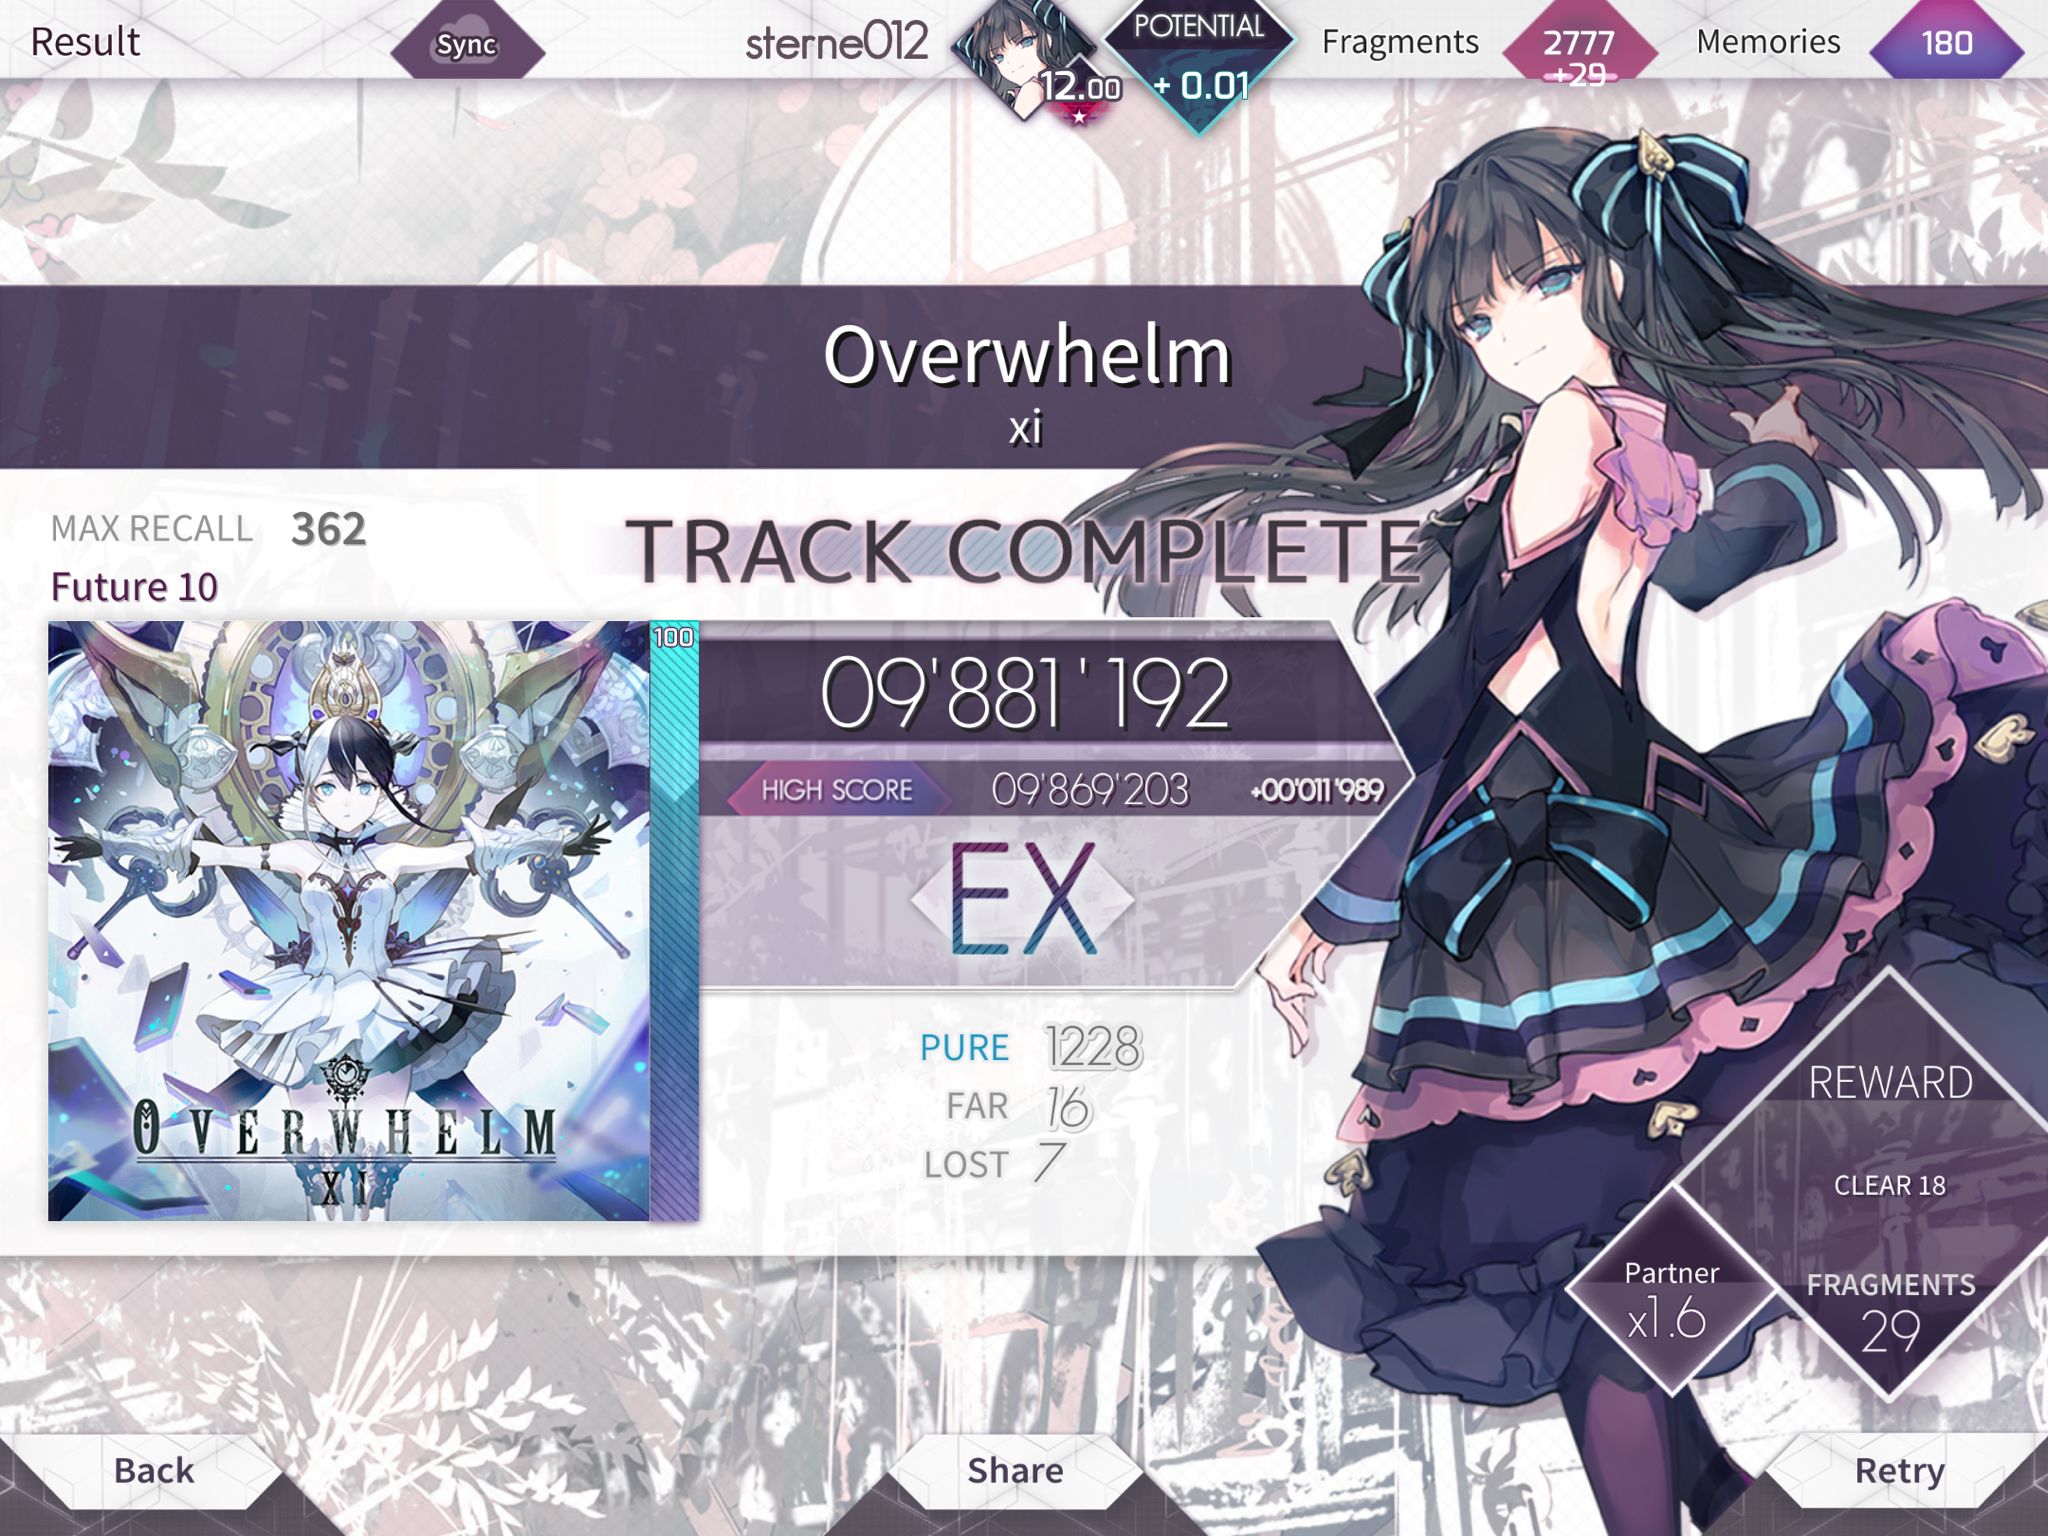 Result
Sync
sterne012
12.00
POTENTIAL
+ 0.01
Fragments
2777
+29
Memories
180
Overwhelm
xi
MAX RECALL 362
Future 10
TRACK COMPLETE
100
09'881'192
HIGH SCORE 09'869'203 +00'011'989
EX
OVERWHELM
XI
PURE 1228
FAR 16
LOST 7
REWARD
CLEAR 18
Partner
x1.6
FRAGMENTS
29
Back
Share
Retry